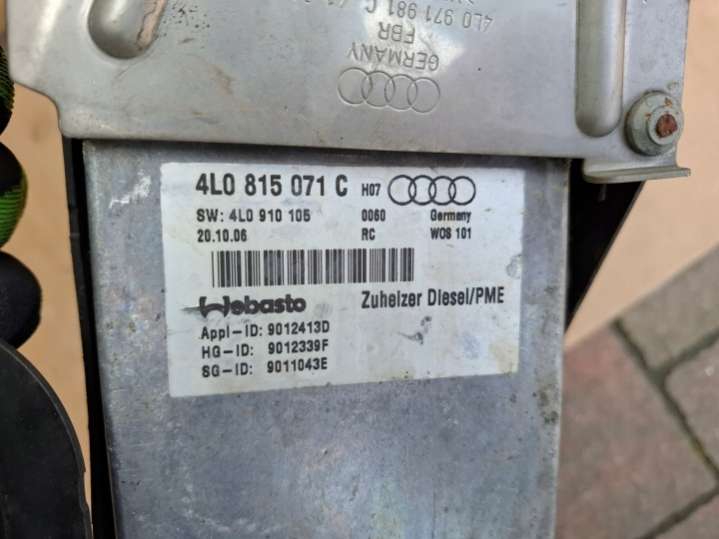 4L0 971 981 C
FBR
GERMANY
4L0 815 071 C H07
SW: 4L0 910 105 0060 Germany
20.10.06 RC WOS 101
Webasto Zuheizer Diesel/PME
Appl-ID: 9012413D
HG-ID: 9012339F
SG-ID: 9011043E